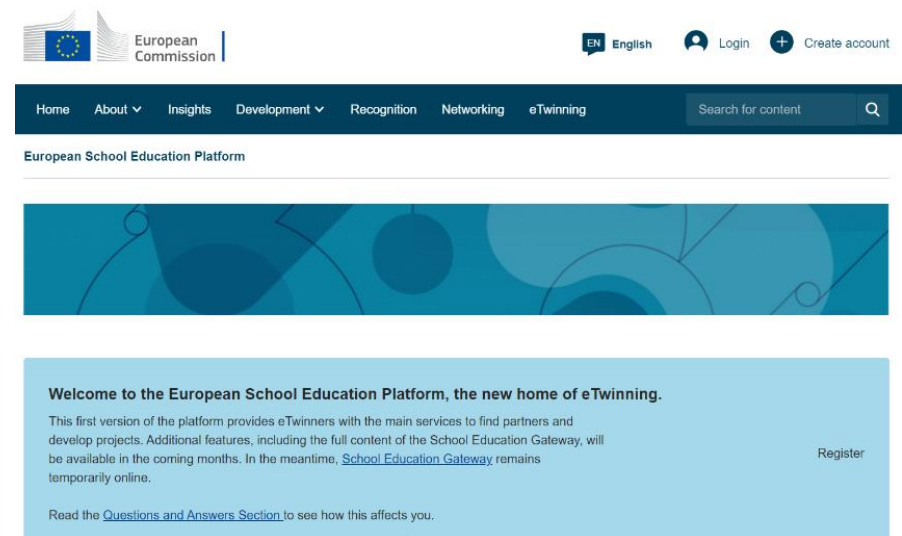 European
Commission
EN English
Login
+ Create account
Home About Insights Development Recognition Networking eTwinning Search for content
European School Education Platform
Welcome to the European School Education Platform, the new home of eTwinning.
This first version of the platform provides eTwinners with the main services to find partners and
develop projects. Additional features, including the full content of the School Education Gateway, will
be available in the coming months. In the meantime, School Education Gateway remains
temporarily online.
Register
Read the Questions and Answers Section to see how this affects you.